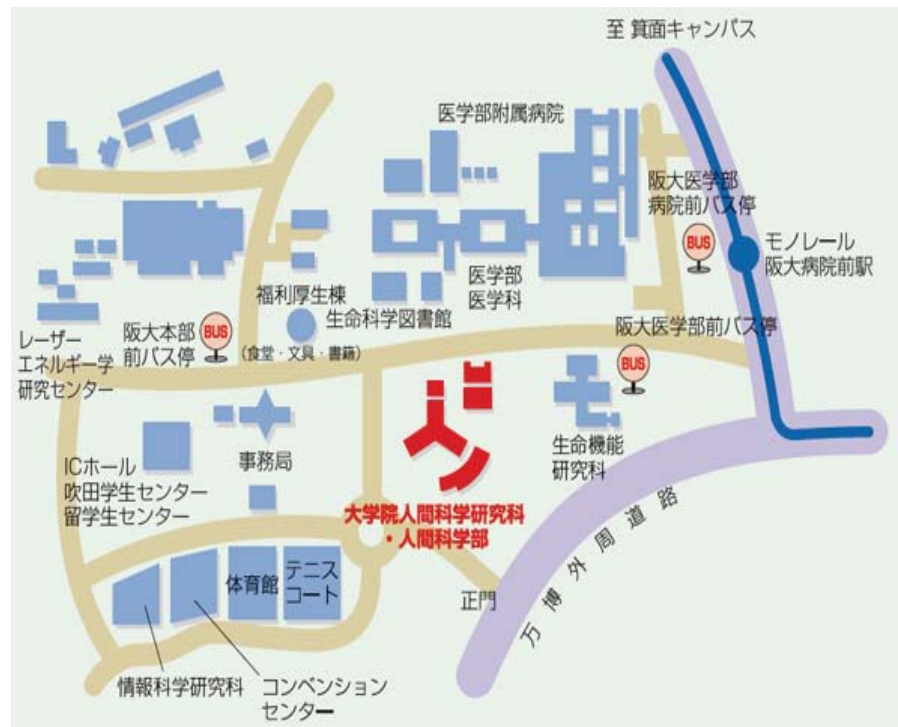 至 箕面キャンパス
医学部附属病院
阪大医学部
病院前バス停
BUS
モノレール
阪大病院前駅
医学部
医学科
福利厚生棟
(食堂・文具・書籍)
生命科学図書館
阪大医学部前バス停
BUS
レーザー
エネルギー学
研究センター
阪大本部
前バス停
BUS
生命機能
研究科
事務局
ICホール
吹田学生センター
留学生センター
大学院人間科学研究科
・人間科学部
万博外周道路
体育館
テニス
コート
正門
情報科学研究科
コンベンション
センター